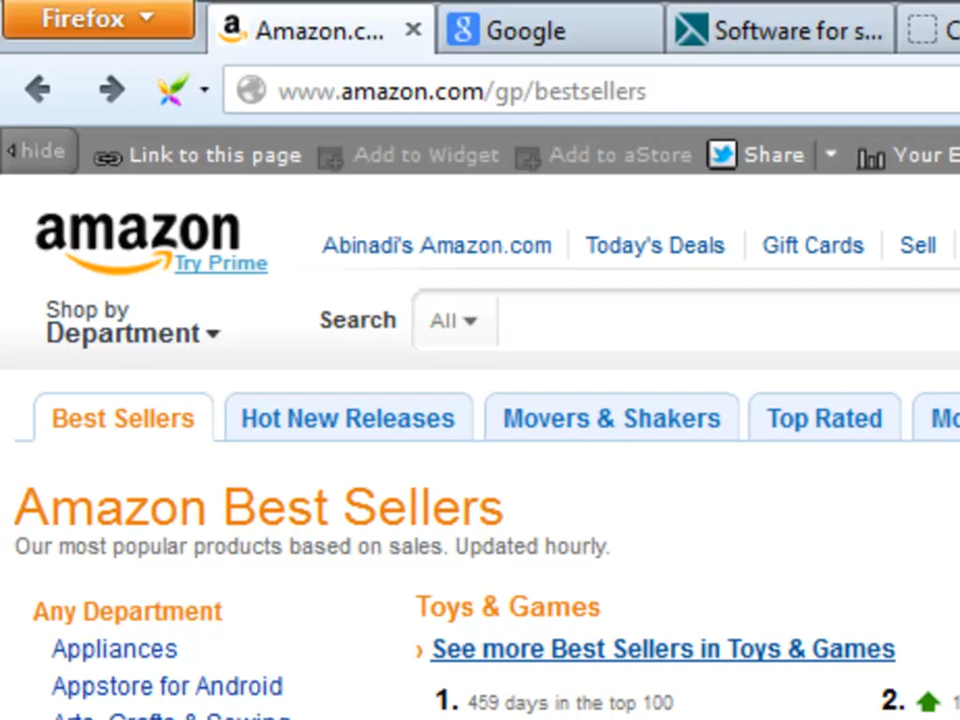 Firefox
Amazon.c... Google Software for s...
www.amazon.com/gp/bestsellers
hide Link to this page Add to Widget Add to aStore Share Your
amazon
Try Prime
Abinadi's Amazon.com Today's Deals Gift Cards Sell
Shop by
Department
Search All
Best Sellers Hot New Releases Movers & Shakers Top Rated
Amazon Best Sellers
Our most popular products based on sales. Updated hourly.
Any Department
Toys & Games
Appliances
See more Best Sellers in Toys & Games
Appstore for Android
1. 459 days in the top 100 2.
Arts, Crafts & Sewing